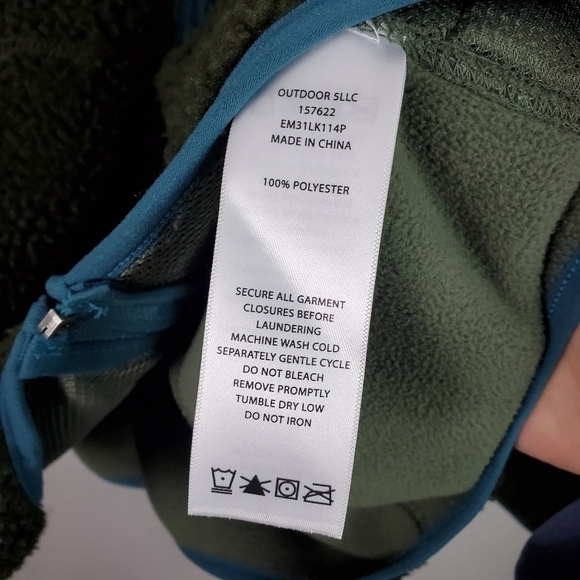 OUTDOOR 5LLC
157622
EM31LK114P
MADE IN CHINA
100% POLYESTER
SECURE ALL GARMENT
CLOSURES BEFORE
LAUNDERING
MACHINE WASH COLD
SEPARATELY GENTLE CYCLE
DO NOT BLEACH
REMOVE PROMPTLY
TUMBLE DRY LOW
DO NOT IRON